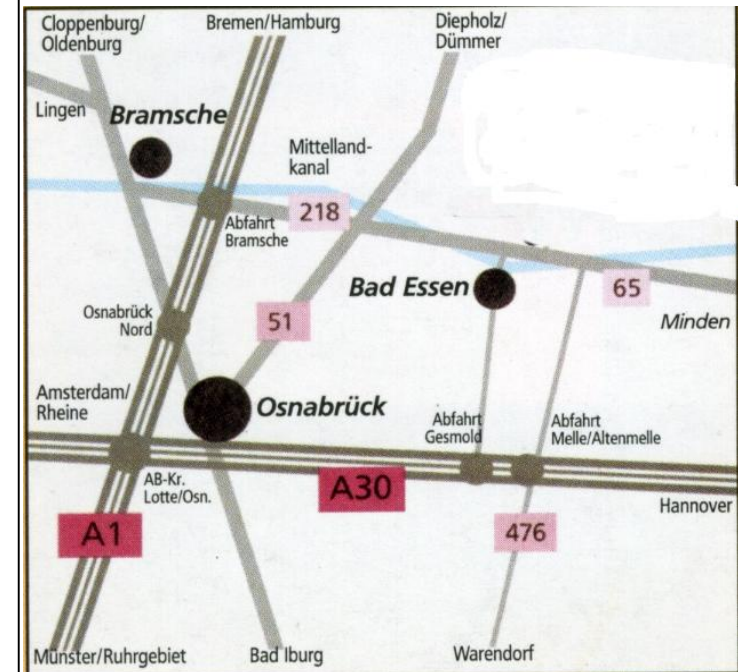 Cloppenburg/
Oldenburg
Bremen/Hamburg
Diepholz/
Dümmer
Lingen
Bramsche
Mittelland-
kanal
218
Abfahrt
Bramsche
Bad Essen
65
Minden
Osnabrück
Nord
51
Amsterdam/
Rheine
Osnabrück
Abfahrt
Gesmold
Abfahrt
Melle/Altenmelle
AB-Kr.
Lotte/Osn.
A30
Hannover
A1
476
Münster/Ruhrgebiet
Bad Iburg
Warendorf